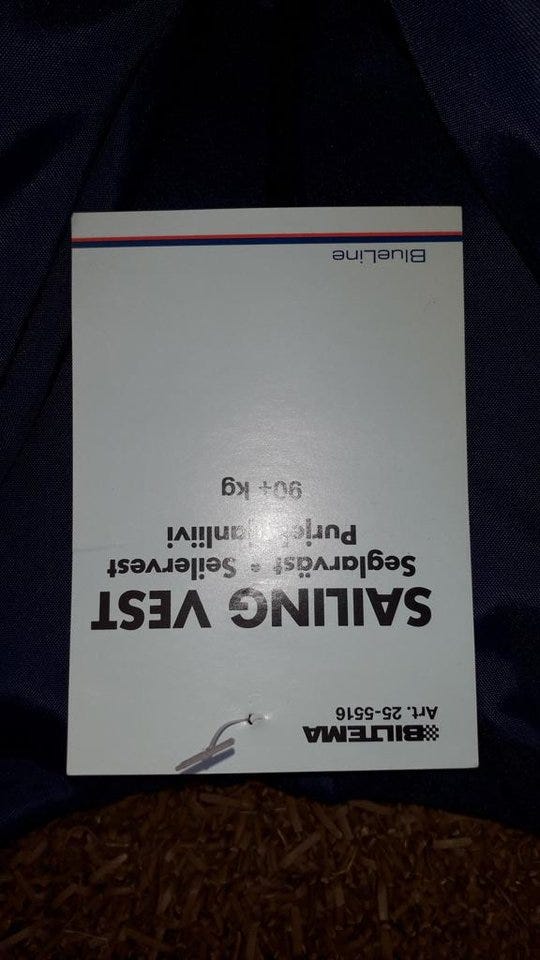 BILTEMA
Art. 25-5516
SAILING VEST
Seglarväst • Seilervest
90+ kg
BlueLine